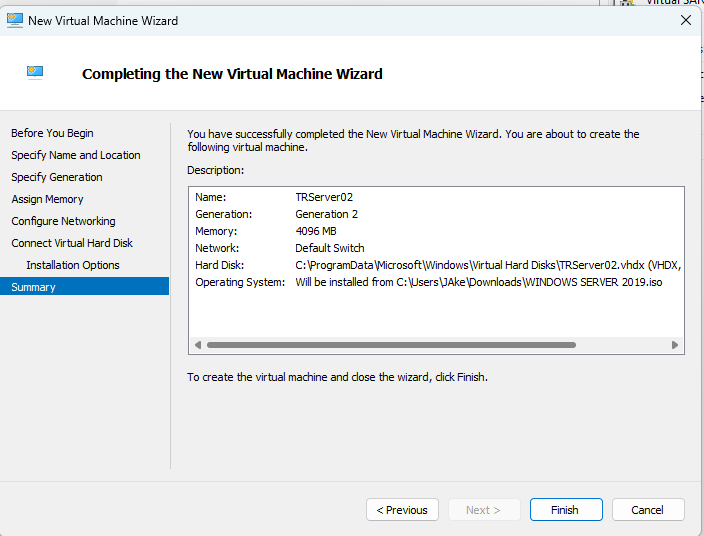 Virtual SAN
New Virtual Machine Wizard
Completing the New Virtual Machine Wizard
Before You Begin
Specify Name and Location
Specify Generation
Assign Memory
Configure Networking
Connect Virtual Hard Disk
Installation Options
Summary
You have successfully completed the New Virtual Machine Wizard. You are about to create the
following virtual machine.
Description:
Name: TRServer02
Generation: Generation 2
Memory: 4096 MB
Network: Default Switch
Hard Disk: C:\ProgramData\Microsoft\Windows\Virtual Hard Disks\TRServer02.vhdx (VHDX,
Operating System: Will be installed from C:\Users\JAke\Downloads\WINDOWS SERVER 2019.iso
To create the virtual machine and close the wizard, click Finish.
< Previous
Next >
Finish
Cancel